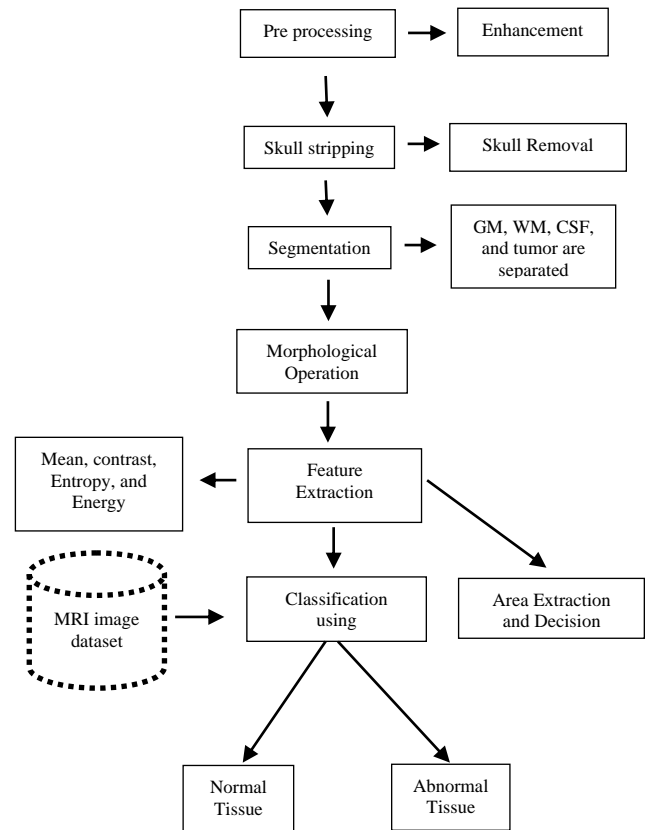 Pre processing
Enhancement
Skull stripping
Skull Removal
Segmentation
GM, WM, CSF,
and tumor are
separated
Morphological
Operation
Mean, contrast,
Entropy, and
Energy
Feature
Extraction
MRI image
dataset
Classification
using
Area Extraction
and Decision
Normal
Tissue
Abnormal
Tissue